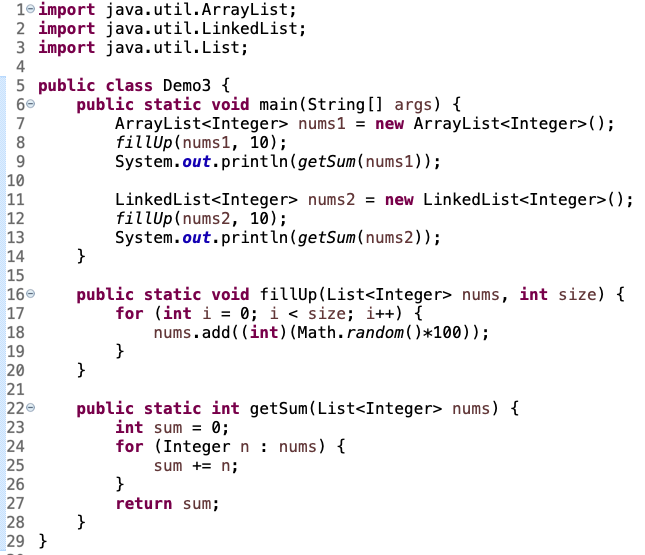 1 import java.util.ArrayList;
2 import java.util.LinkedList;
3 import java.util.List;
4
5 public class Demo3 {
6     public static void main(String[] args) {
7         ArrayList<Integer> nums1 = new ArrayList<Integer>();
8         fillUp(nums1, 10);
9         System.out.println(getSum(nums1));
10
11         LinkedList<Integer> nums2 = new LinkedList<Integer>();
12         fillUp(nums2, 10);
13         System.out.println(getSum(nums2));
14     }
15
16     public static void fillUp(List<Integer> nums, int size) {
17         for (int i = 0; i < size; i++) {
18             nums.add((int)(Math.random()*100));
19         }
20     }
21
22     public static int getSum(List<Integer> nums) {
23         int sum = 0;
24         for (Integer n : nums) {
25             sum += n;
26         }
27         return sum;
28     }
29 }